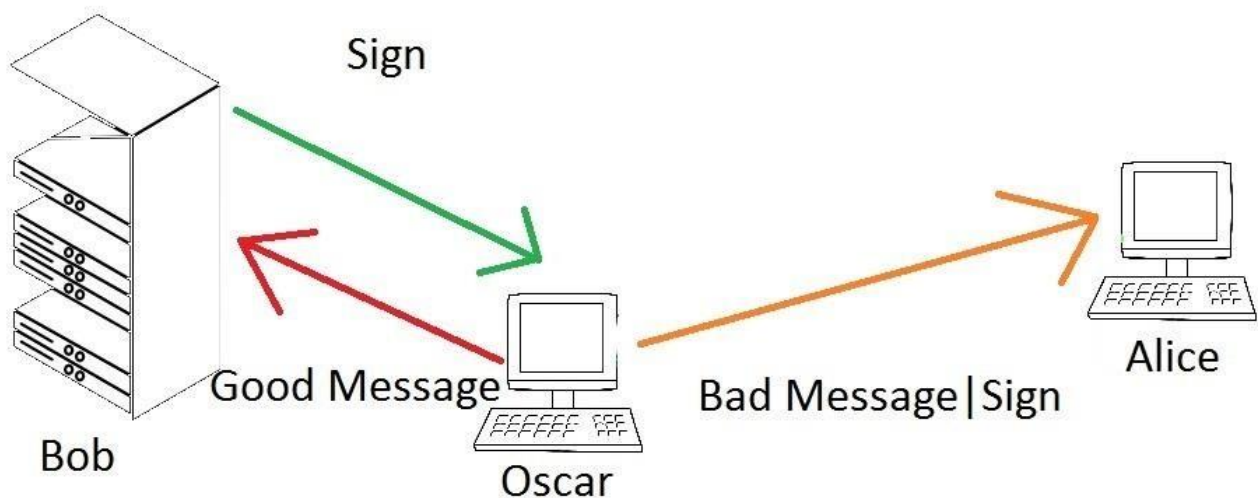 Sign
Good Message
Bad Message|Sign
Alice
Bob
Oscar